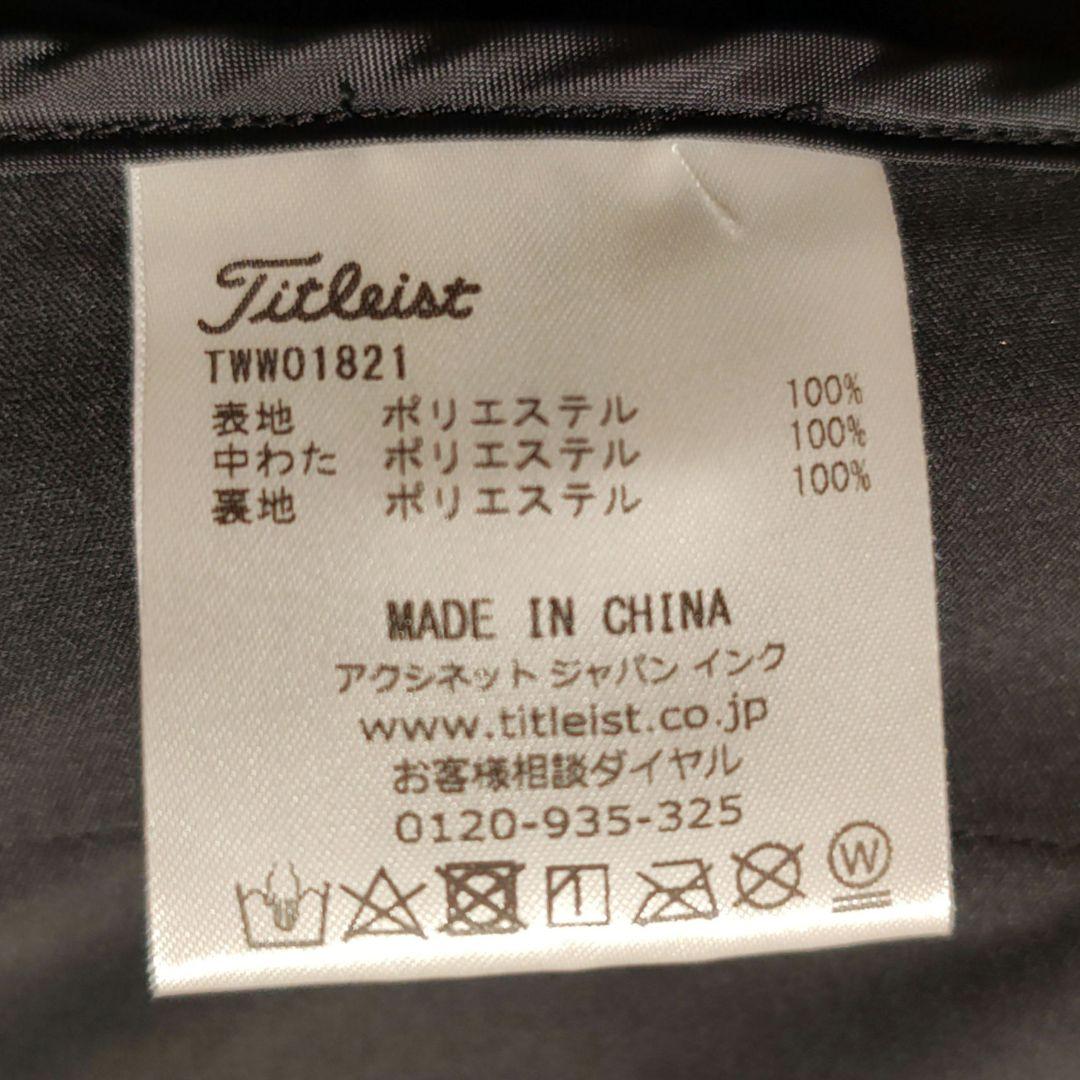 Titleist
TWW01821
表地 ポリエステル 100%
中わた ポリエステル 100%
裏地 ポリエステル 100%
MADE IN CHINA
アクシネット ジャパン インク
www.titleist.co.jp
お客様相談ダイヤル
0120-935-325
W